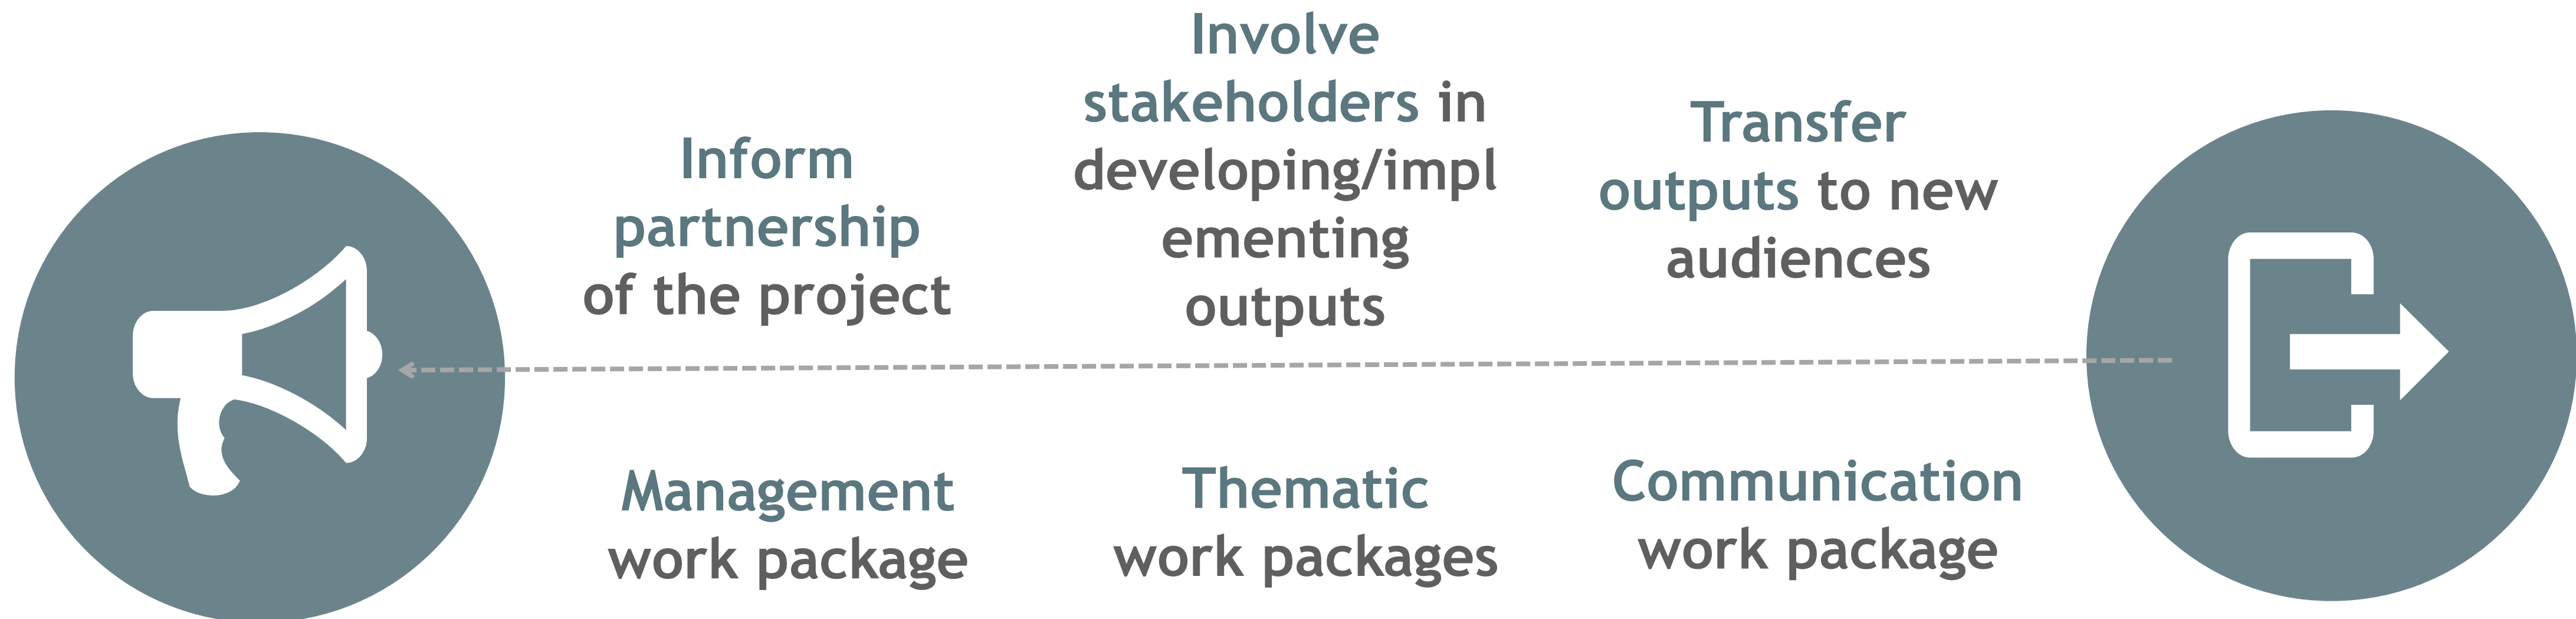 Inform
partnership
of the project
Involve
stakeholders in
developing/impl
ementing
outputs
Transfer
outputs to new
audiences
Management
work package
Thematic
work packages
Communication
work package